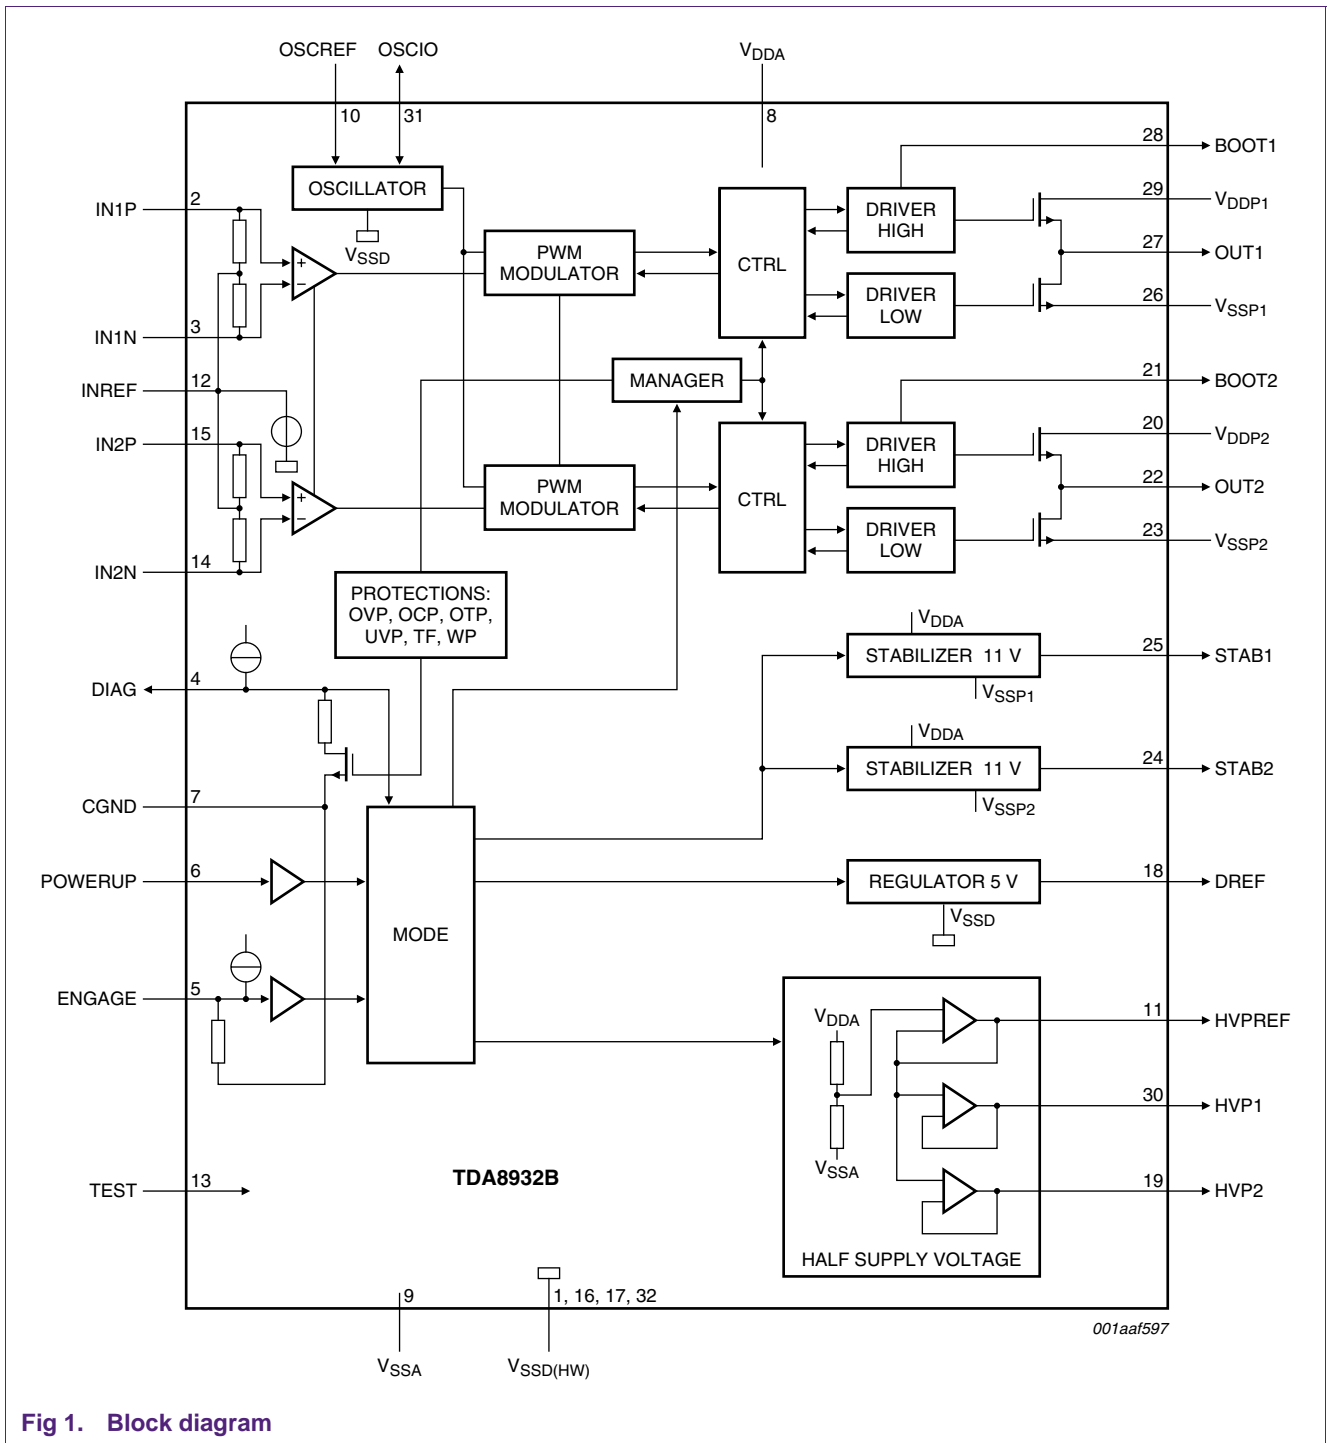 OSCREF OSCIO VDDA
10 31 8
28 BOOT1
OSCILLATOR
IN1P 2
29 VDDP1
DRIVER HIGH
VSSD
PWM MODULATOR
CTRL
27 OUT1
+
−
DRIVER LOW
26 VSSP1
IN1N 3
INREF 12
MANAGER
21 BOOT2
IN2P 15
20 VDDP2
DRIVER HIGH
PWM MODULATOR
CTRL
22 OUT2
+
−
DRIVER LOW
23 VSSP2
IN2N 14
PROTECTIONS:
OVP, OCP, OTP,
UVP, TF, WP
VDDA
STABILIZER 11 V
25 STAB1
VSSP1
DIAG 4
VDDA
STABILIZER 11 V
24 STAB2
VSSP2
CGND 7
POWERUP 6
REGULATOR 5 V
18 DREF
VSSD
MODE
ENGAGE 5
VDDA
11 HVPREF
30 HVP1
VSSA
TDA8932B
TEST 13
19 HVP2
HALF SUPPLY VOLTAGE
9
1, 16, 17, 32
001aaf597
VSSA VSSD(HW)
Fig 1. Block diagram